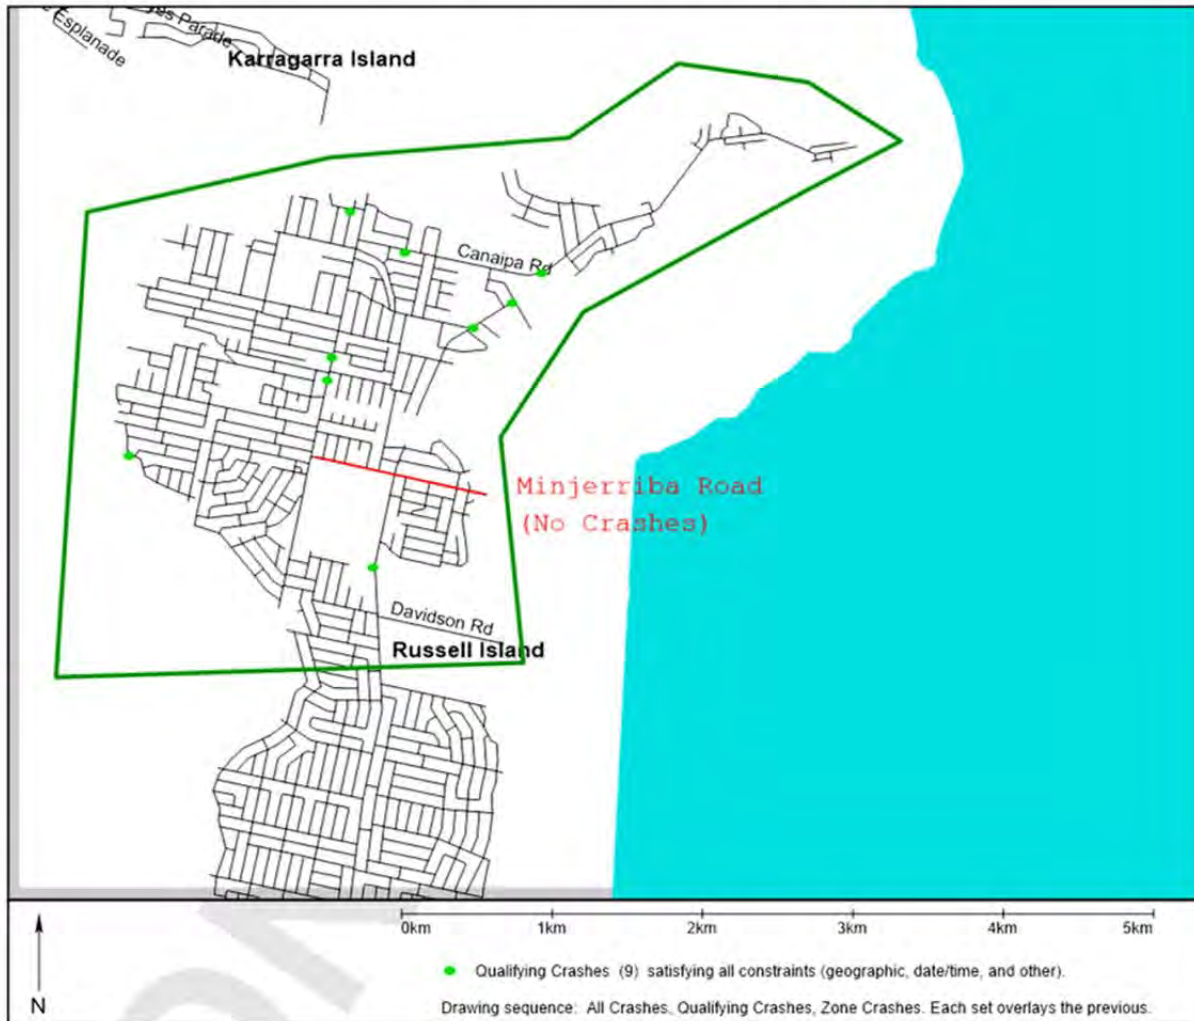 Parade
Esplanade
Karragarra Island
Canaipa Rd
Minjerriba Road
(No Crashes)
Davidson Rd
Russell Island
0km 1km 2km 3km 4km 5km
N
Qualifying Crashes (9) satisfying all constraints (geographic, date/time, and other).
Drawing sequence: All Crashes, Qualifying Crashes, Zone Crashes. Each set overlays the previous.